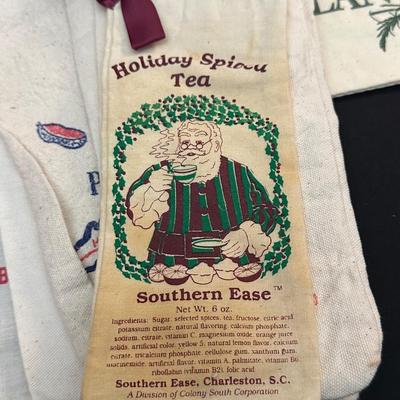 Holiday Spiced
Tea
Southern Ease™
Net Wt. 6 oz.
Ingredients: Sugar, selected spices, tea, fructose, citric acid
potassium citrate, natural flavoring, calcium phosphate,
sodium, citrate, vitamin C, magnesium oxide, orange juice
solids, artificial color, yellow 5, natural lemon flavor, calcium
citrate, tricalcium phosphate, cellulose gum, xantham gum,
niacinemide, artificial flavor, vitamin A, palmitate, vitamin B6
riboflabin (vitamin B2), folic acid.
Southern Ease, Charleston, S.C.
A Division of Colony South Corporation
P
B